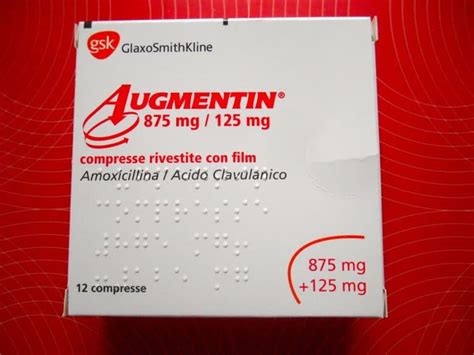 gsk GlaxoSmithKline
AUGMENTIN®
875 mg / 125 mg
compresse rivestite con film
Amoxicillina / Acido Clavulanico
12 compresse
875 mg
+125 mg